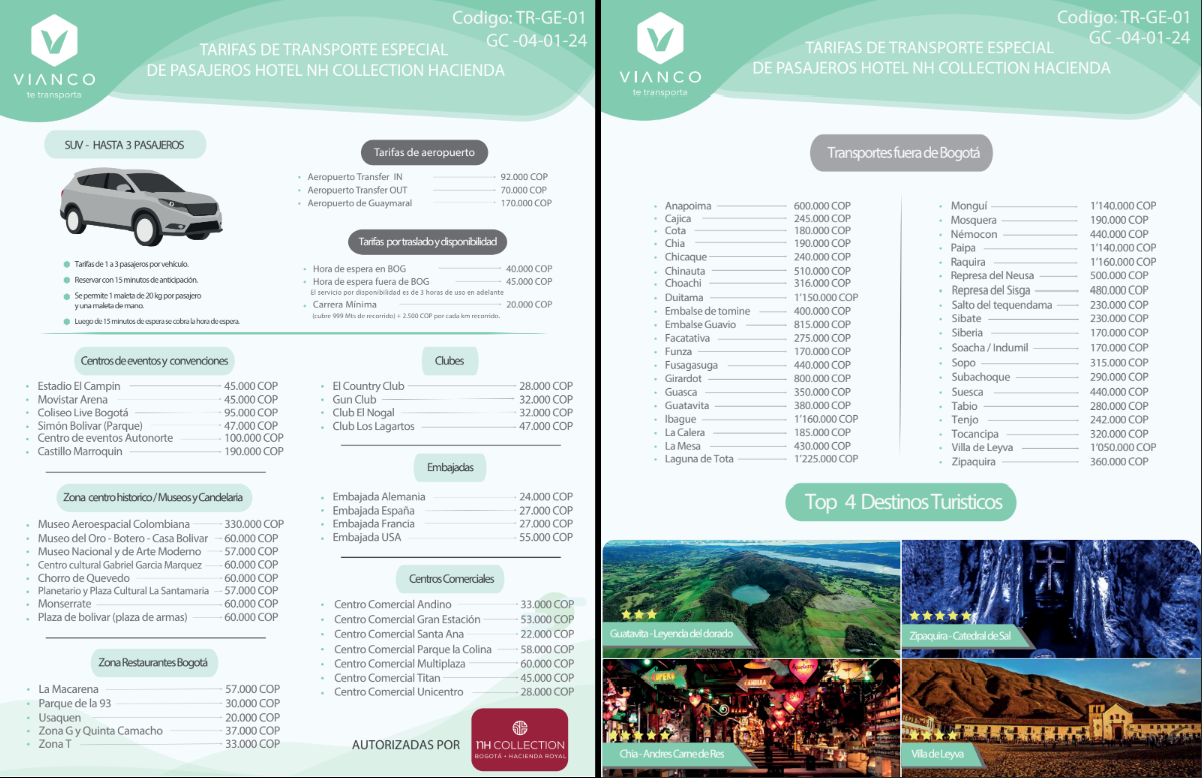 Codigo: TR-GE-01
GC -04-01-24
VIANCO
te transporta
TARIFAS DE TRANSPORTE ESPECIAL
DE PASAJEROS HOTEL NH COLLECTION HACIENDA
SUV - HASTA 3 PASAJEROS
Tarifas de 1 a 3 pasajeros por vehículo.
Reservar con 15 minutos de anticipación.
Se permite 1 maleta de 20 kg por pasajero
y una maleta de mano.
Luego de 15 minutos de espera se cobra la hora de espera.
Tarifas de aeropuerto
Aeropuerto Transfer IN 92.000 COP
Aeropuerto Transfer OUT 70.000 COP
Aeropuerto de Guaymaral 170.000 COP
Tarifas por traslado y disponibilidad
Hora de espera en BOG 40.000 COP
Hora de espera fuera de BOG 45.000 COP
El servicio por disponibilidad es de 3 horas de uso en adelante
Carrera Mínima 20.000 COP
(cubre 999 Mts de recorrido) + 2.500 COP por cada km recorrido.
Centros de eventos y convenciones
Estadio El Campin 45.000 COP
Movistar Arena 45.000 COP
Coliseo Live Bogotá 95.000 COP
Simón Bolivar (Parque) 47.000 COP
Centro de eventos Autonorte 100.000 COP
Castillo Marroquin 190.000 COP
Zona centro historico / Museos y Candelaria
Museo Aeroespacial Colombiana 330.000 COP
Museo del Oro - Botero - Casa Bolivar 60.000 COP
Museo Nacional y de Arte Moderno 57.000 COP
Centro cultural Gabriel Garcia Marquez 60.000 COP
Chorro de Quevedo 60.000 COP
Planetario y Plaza Cultural La Santamaria 57.000 COP
Monserrate 60.000 COP
Plaza de bolivar (plaza de armas) 60.000 COP
Zona Restaurantes Bogotá
La Macarena 57.000 COP
Parque de la 93 30.000 COP
Usaquen 20.000 COP
Zona G y Quinta Camacho 37.000 COP
Zona T 33.000 COP
Clubes
El Country Club 28.000 COP
Gun Club 32.000 COP
Club El Nogal 32.000 COP
Club Los Lagartos 47.000 COP
Embajadas
Embajada Alemania 24.000 COP
Embajada España 27.000 COP
Embajada Francia 27.000 COP
Embajada USA 55.000 COP
Centros Comerciales
Centro Comercial Andino 33.000 COP
Centro Comercial Gran Estación 53.000 COP
Centro Comercial Santa Ana 22.000 COP
Centro Comercial Parque la Colina 58.000 COP
Centro Comercial Multiplaza 60.000 COP
Centro Comercial Titan 45.000 COP
Centro Comercial Unicentro 28.000 COP
AUTORIZADAS POR
NH COLLECTION
BOGOTÁ • HACIENDA ROYAL
Codigo: TR-GE-01
GC -04-01-24
VIANCO
te transporta
TARIFAS DE TRANSPORTE ESPECIAL
DE PASAJEROS HOTEL NH COLLECTION HACIENDA
Transportes fuera de Bogotá
Anapoima 600.000 COP
Cajica 245.000 COP
Cota 180.000 COP
Chia 190.000 COP
Chicaque 240.000 COP
Chinauta 510.000 COP
Choachi 316.000 COP
Duitama 1'150.000 COP
Embalse de tomine 400.000 COP
Embalse Guavio 815.000 COP
Facatativa 275.000 COP
Funza 170.000 COP
Fusagasuga 440.000 COP
Girardot 800.000 COP
Guasca 350.000 COP
Guatavita 380.000 COP
Ibague 1'160.000 COP
La Calera 185.000 COP
La Mesa 430.000 COP
Laguna de Tota 1'225.000 COP
Monguí 1'140.000 COP
Mosquera 190.000 COP
Némocon 440.000 COP
Paipa 1'140.000 COP
Raquira 1'160.000 COP
Represa del Neusa 500.000 COP
Represa del Sisga 480.000 COP
Salto del tequendama 230.000 COP
Sibate 230.000 COP
Siberia 170.000 COP
Soacha / Indumil 170.000 COP
Sopo 315.000 COP
Subachoque 290.000 COP
Suesca 440.000 COP
Tabio 280.000 COP
Tenjo 242.000 COP
Tocancipa 320.000 COP
Villa de Leyva 1'050.000 COP
Zipaquira 360.000 COP
Top 4 Destinos Turisticos
Guatavita - Leyenda del dorado
Zipaquira - Catedral de Sal
Chia - Andres Carne de Res
Villa de Leyva